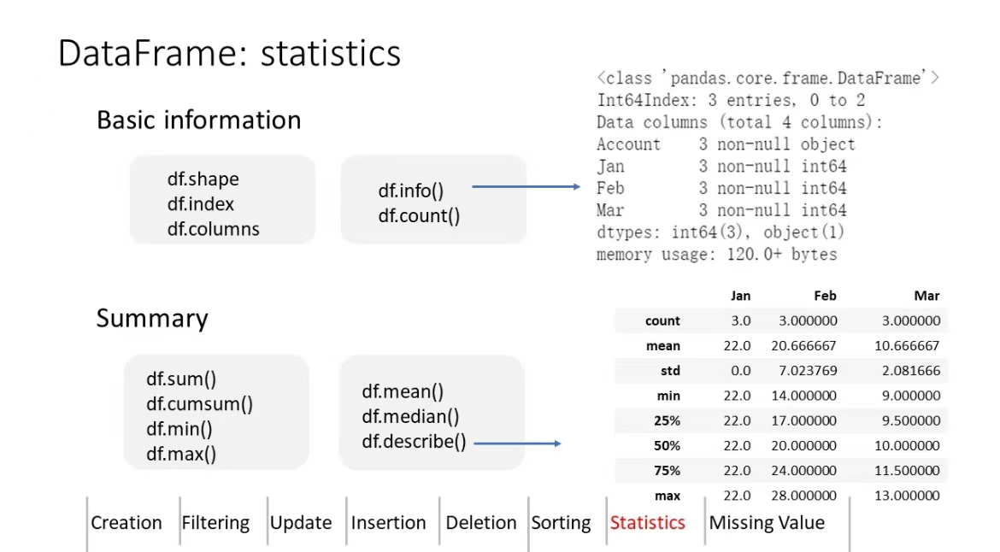 DataFrame: statistics
Basic information
df.shape
df.index
df.columns
df.info()
df.count()
<class 'pandas.core.frame.DataFrame'>
Int64Index: 3 entries, 0 to 2
Data columns (total 4 columns):
Account 3 non-null object
Jan 3 non-null int64
Feb 3 non-null int64
Mar 3 non-null int64
dtypes: int64(3), object(1)
memory usage: 120.0+ bytes
Summary
df.sum()
df.cumsum()
df.min()
df.max()
df.mean()
df.median()
df.describe()
Jan Feb Mar
count 3.0 3.000000 3.000000
mean 22.0 20.666667 10.666667
std 0.0 7.023769 2.081666
min 22.0 14.000000 9.000000
25% 22.0 17.000000 9.500000
50% 22.0 20.000000 10.000000
75% 22.0 24.000000 11.500000
max 22.0 28.000000 13.000000
Creation Filtering Update Insertion Deletion Sorting Statistics Missing Value